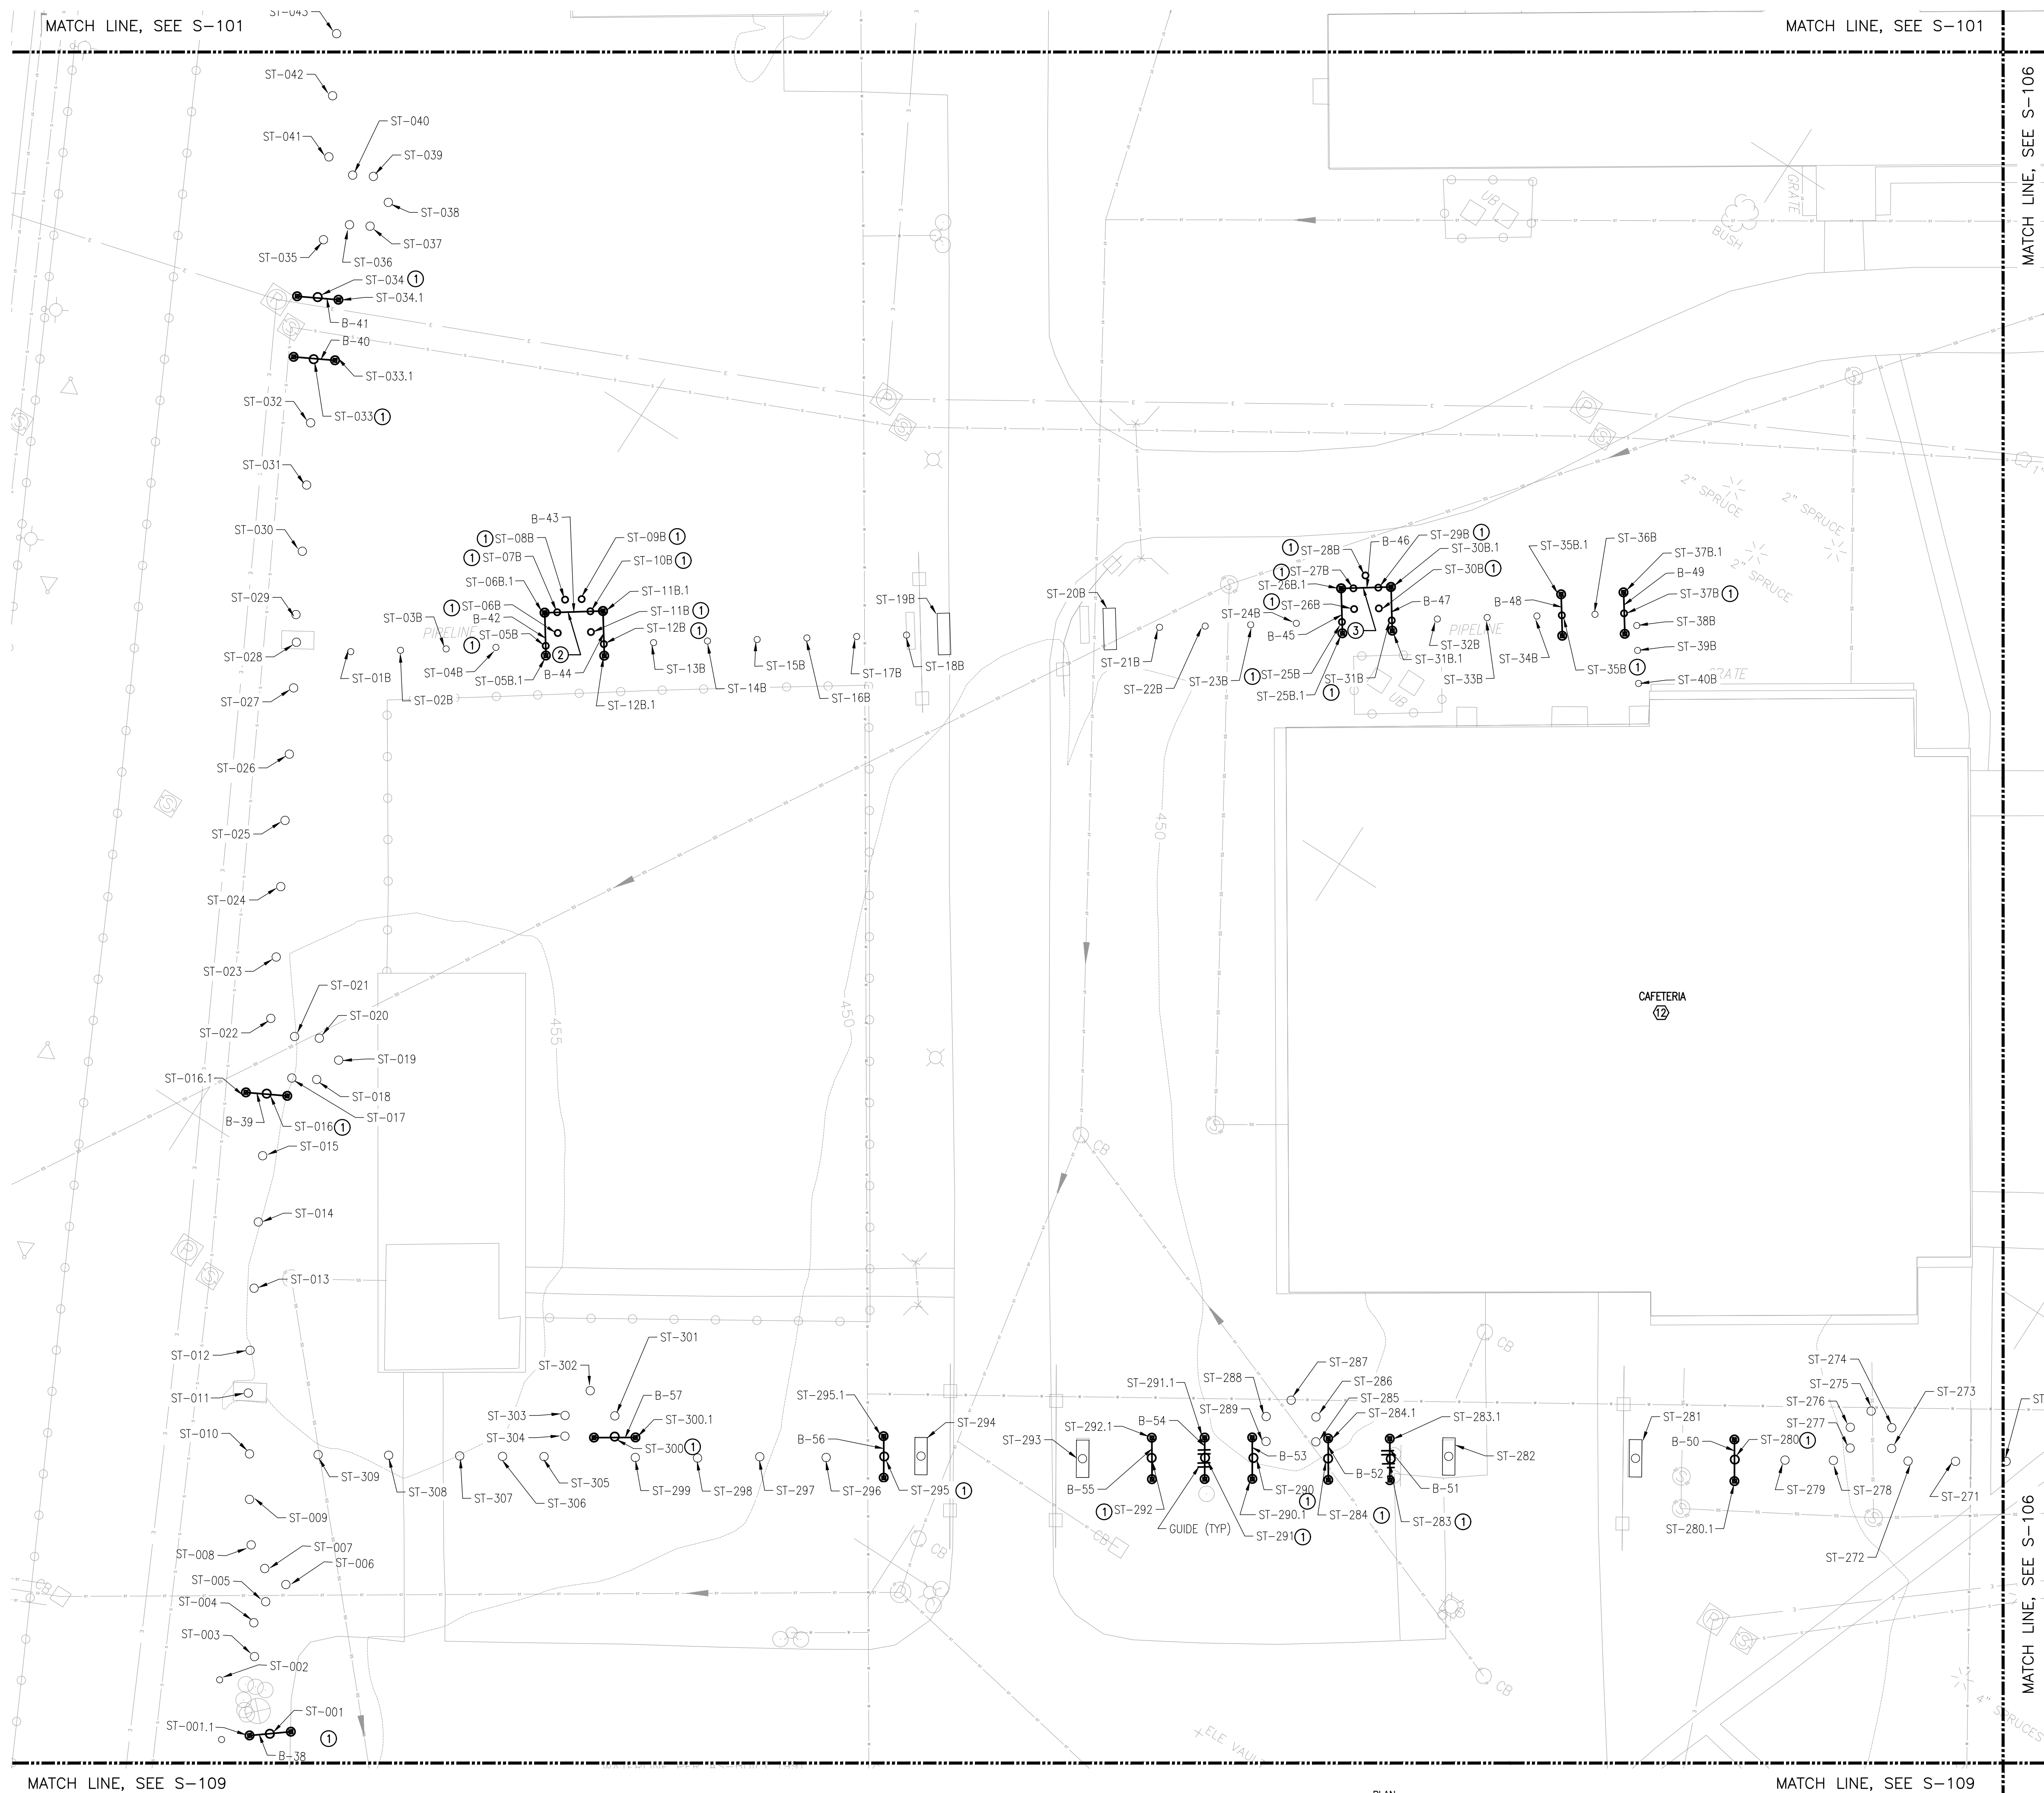 ST-043
MATCH LINE, SEE S-101
MATCH LINE, SEE S-101
MATCH LINE, SEE S-106
ST-042
ST-040
ST-041
ST-039
GRATE
UB
ST-038
BUSH
ST-037
ST-035
ST-036
ST-034 1
ST-034.1
B-41
B-40
ST-033.1
ST-032
ST-033 1
ST-031
2" SPRUCE
2" SPRUCE
2" SPRUCE
ST-030
B-43
1 ST-08B
ST-09B 1
1 ST-07B
ST-10B 1
ST-06B.1
ST-11B.1
1 ST-06B
ST-11B 1
B-42
ST-12B 1
1 ST-05B
2
ST-05B.1
B-44
ST-12B.1
ST-29B 1
B-46
1 ST-28B
ST-30B.1
1 ST-27B
ST-30B 1
ST-26B.1
1 ST-26B
B-47
ST-24B
B-45
3
ST-35B.1
ST-36B
ST-37B.1
B-49
ST-37B 1
B-48
ST-38B
ST-39B
ST-40B
GRATE
ST-029
ST-03B
PIPELINE
ST-19B
ST-20B
PIPELINE
ST-028
ST-01B
ST-04B
ST-13B
ST-15B
ST-17B
ST-18B
ST-21B
ST-23B
1 ST-25B
ST-31B
ST-31B.1
ST-32B
ST-34B
ST-35B 1
ST-027
ST-02B
ST-14B
ST-16B
ST-22B
ST-25B.1
1
ST-33B
UB
ST-026
ST-025
450
ST-024
ST-023
ST-021
CAFETERIA
12
ST-020
ST-022
455
450
ST-019
ST-016.1
ST-018
B-39
ST-016 1
ST-017
ST-015
CB
ST-014
ST-013
ST-012
ST-301
ST-302
CB
ST-011
B-57
ST-295.1
ST-291.1
ST-288
ST-287
ST-286
ST-274
ST-275
ST-273
ST-303
ST-300.1
ST-294
ST-292.1
B-54
ST-289
ST-285
ST-284.1
ST-283.1
ST-281
ST-276
ST-277
ST-304
ST-300 1
B-56
ST-293
B-53
B-52
ST-282
B-50
ST-280 1
ST-010
ST-309
ST-308
ST-307
ST-306
ST-305
ST-299
ST-298
ST-297
ST-296
ST-295 1
B-55
1 ST-292
ST-290
1
ST-290.1
ST-284 1
B-51
ST-283 1
ST-279
ST-278
ST-271
GUIDE (TYP)
ST-291 1
ST-280.1
ST-272
ST-009
CB
CB
ST-008
ST-007
ST-006
ST-005
CB
ST-004
ST-003
ST-002
MATCH LINE, SEE S-106
CB
4" SPRUCES
ST-001.1
ST-001
1
B-38
MATCH LINE, SEE S-109
MATCH LINE, SEE S-109